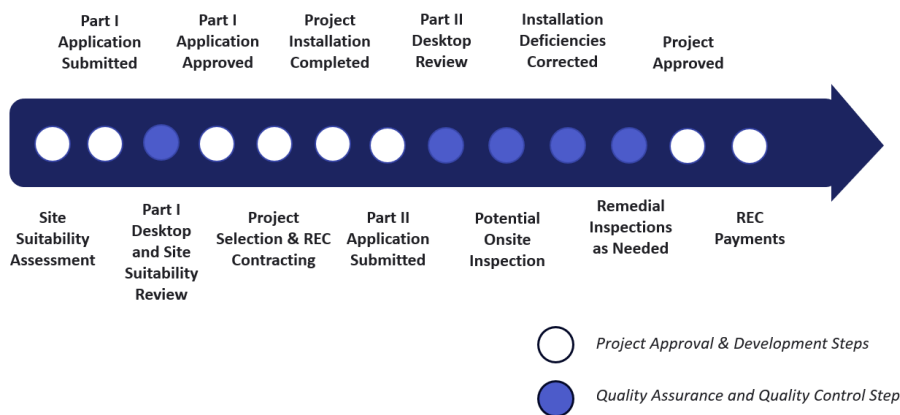 Part I
Application
Submitted
Part I
Application
Approved
Project
Installation
Completed
Part II
Desktop
Review
Installation
Deficiencies
Corrected
Project
Approved
Site
Suitability
Assessment
Part I
Desktop
and Site
Suitability
Review
Project
Selection & REC
Contracting
Part II
Application
Submitted
Potential
Onsite
Inspection
Remedial
Inspections
as Needed
REC
Payments
Project Approval & Development Steps
Quality Assurance and Quality Control Step